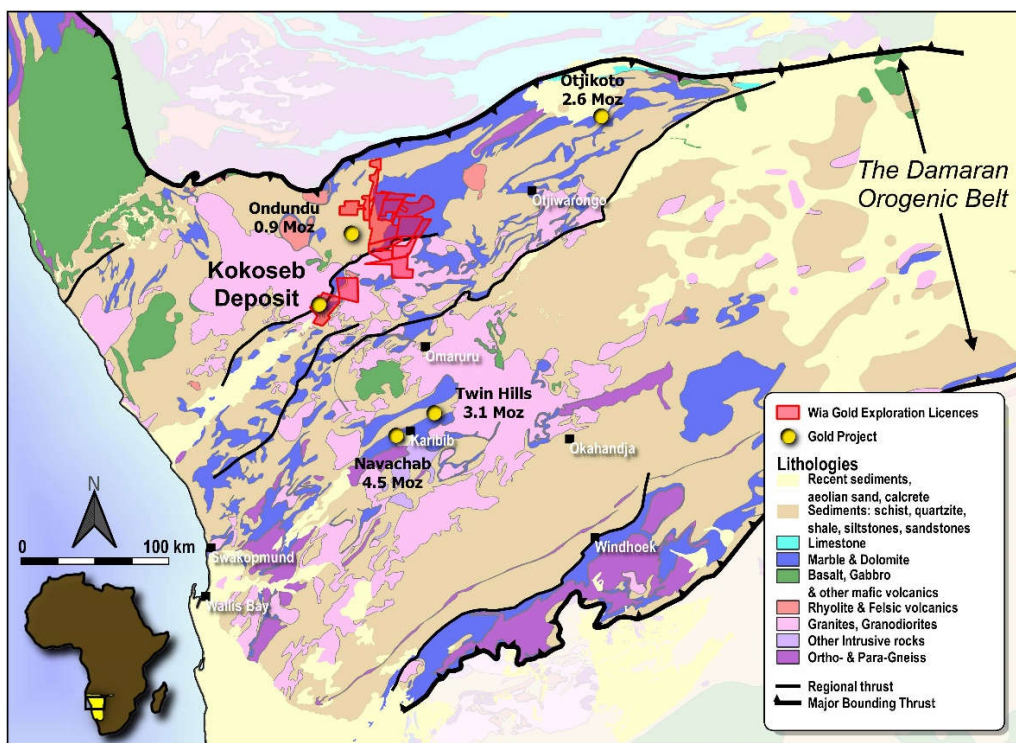 Otjikoto
2.6 Moz
The Damaran
Orogenic Belt
Otjiwarongo
Ondundu
0.9 Moz
Kokoseb
Deposit
Omaruru
Twin Hills
3.1 Moz
Karibib
Okahandja
Navachab
4.5 Moz
Swakopmund
Wallis Bay
Windhoek
N
0 100 km
Wia Gold Exploration Licences
Gold Project
Lithologies
Recent sediments,
aeolian sand, calcrete
Sediments: schist, quartzite,
shale, siltstones, sandstones
Limestone
Marble & Dolomite
Basalt, Gabbro
& other mafic volcanics
Rhyolite & Felsic volcanics
Granites, Granodiorites
Other Intrusive rocks
Ortho- & Para-Gneiss
Regional thrust
Major Bounding Thrust